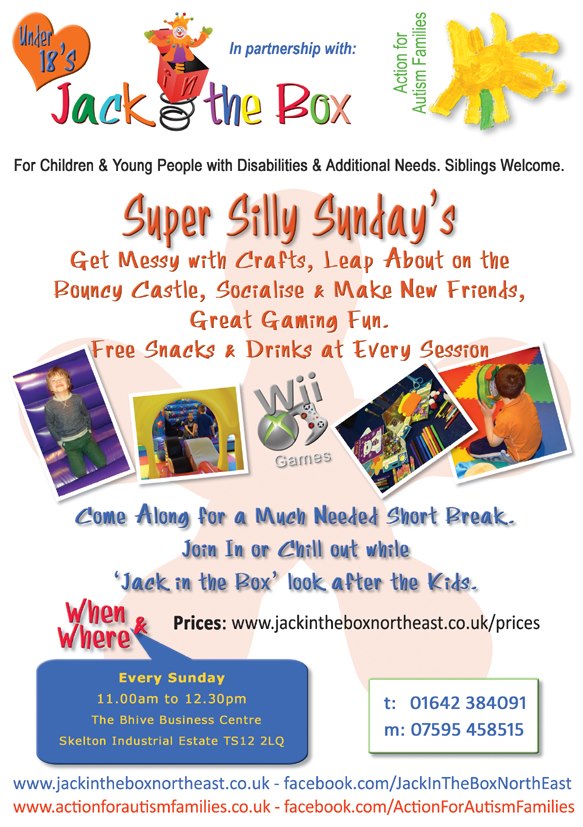 Under
18's
In partnership with:
Action for
Autism Families
Jack in the Box
For Children & Young People with Disabilities & Additional Needs. Siblings Welcome.
Super Silly Sunday's
Get Messy with Crafts, Leap About on the
Bouncy Castle, Socialise & Make New Friends,
Great Gaming Fun.
Free Snacks & Drinks at Every Session
Wii
Games
Come Along for a Much Needed Short Break.
Join In or Chill out while
'Jack in the Box' look after the Kids.
When &
Where
Prices: www.jackintheboxnortheast.co.uk/prices
Every Sunday
11.00am to 12.30pm
The Bhive Business Centre
Skelton Industrial Estate TS12 2LQ
t: 01642 384091
m: 07595 458515
www.jackintheboxnortheast.co.uk - facebook.com/JackInTheBoxNorthEast
www.actionforautismfamilies.co.uk - facebook.com/ActionForAutismFamilies